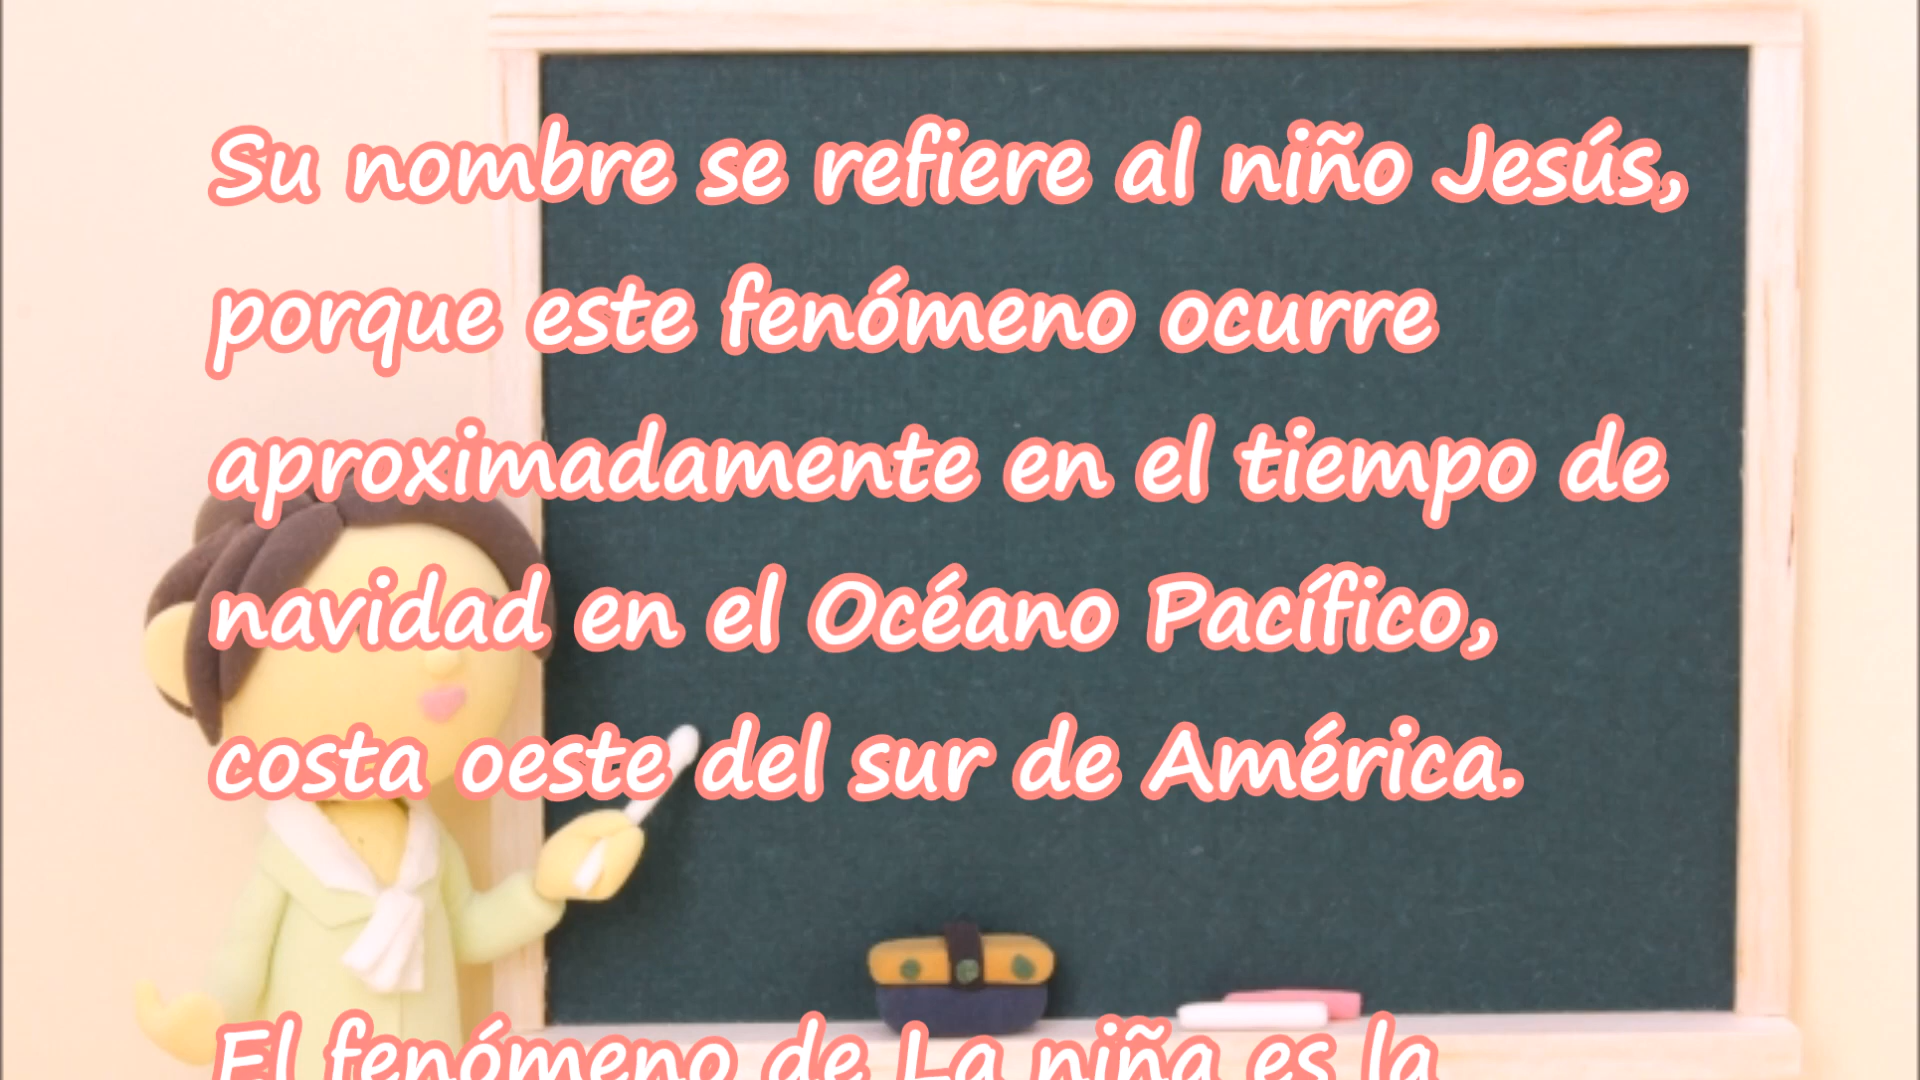 Su nombre se refiere al niño Jesús,
porque este fenómeno ocurre
aproximadamente en el tiempo de
navidad en el Océano Pacífico,
costa oeste del sur de América.
El fenómeno de La niña es la